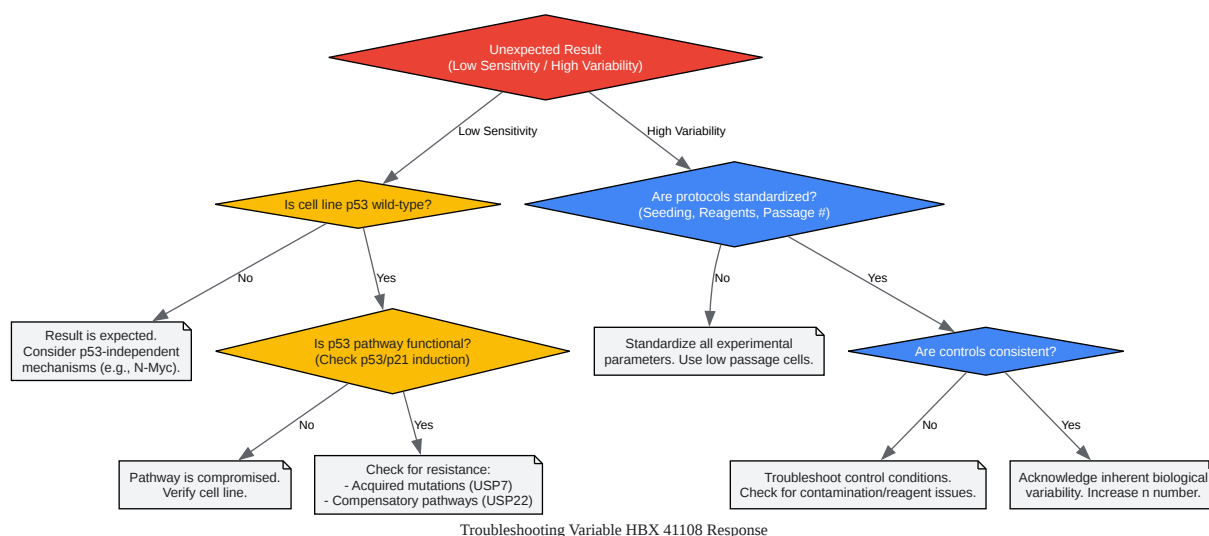 Unexpected Result
(Low Sensitivity / High Variability)
Low Sensitivity
High Variability
Is cell line p53 wild-type?
Are protocols standardized?
(Seeding, Reagents, Passage #)
No
Yes
No
Yes
Result is expected.
Consider p53-independent
mechanisms (e.g., N-Myc).
Is p53 pathway functional?
(Check p53/p21 induction)
Standardize all experimental
parameters. Use low passage cells.
Are controls consistent?
No
Yes
No
Yes
Pathway is compromised.
Verify cell line.
Check for resistance:
- Acquired mutations (USP7)
- Compensatory pathways (USP22)
Troubleshoot control conditions.
Check for contamination/reagent issues.
Acknowledge inherent biological
variability. Increase n number.
Troubleshooting Variable HBX 41108 Response